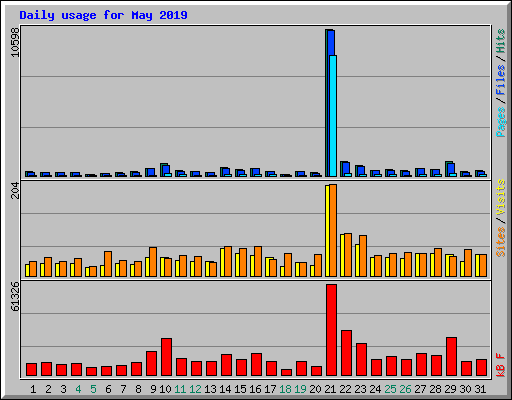 Daily usage for May 2019
10598
Pages / Files / Hits
204
Sites / Visits
61326
kB F
1 2 3 4 5 6 7 8 9 10 11 12 13 14 15 16 17 18 19 20 21 22 23 24 25 26 27 28 29 30 31